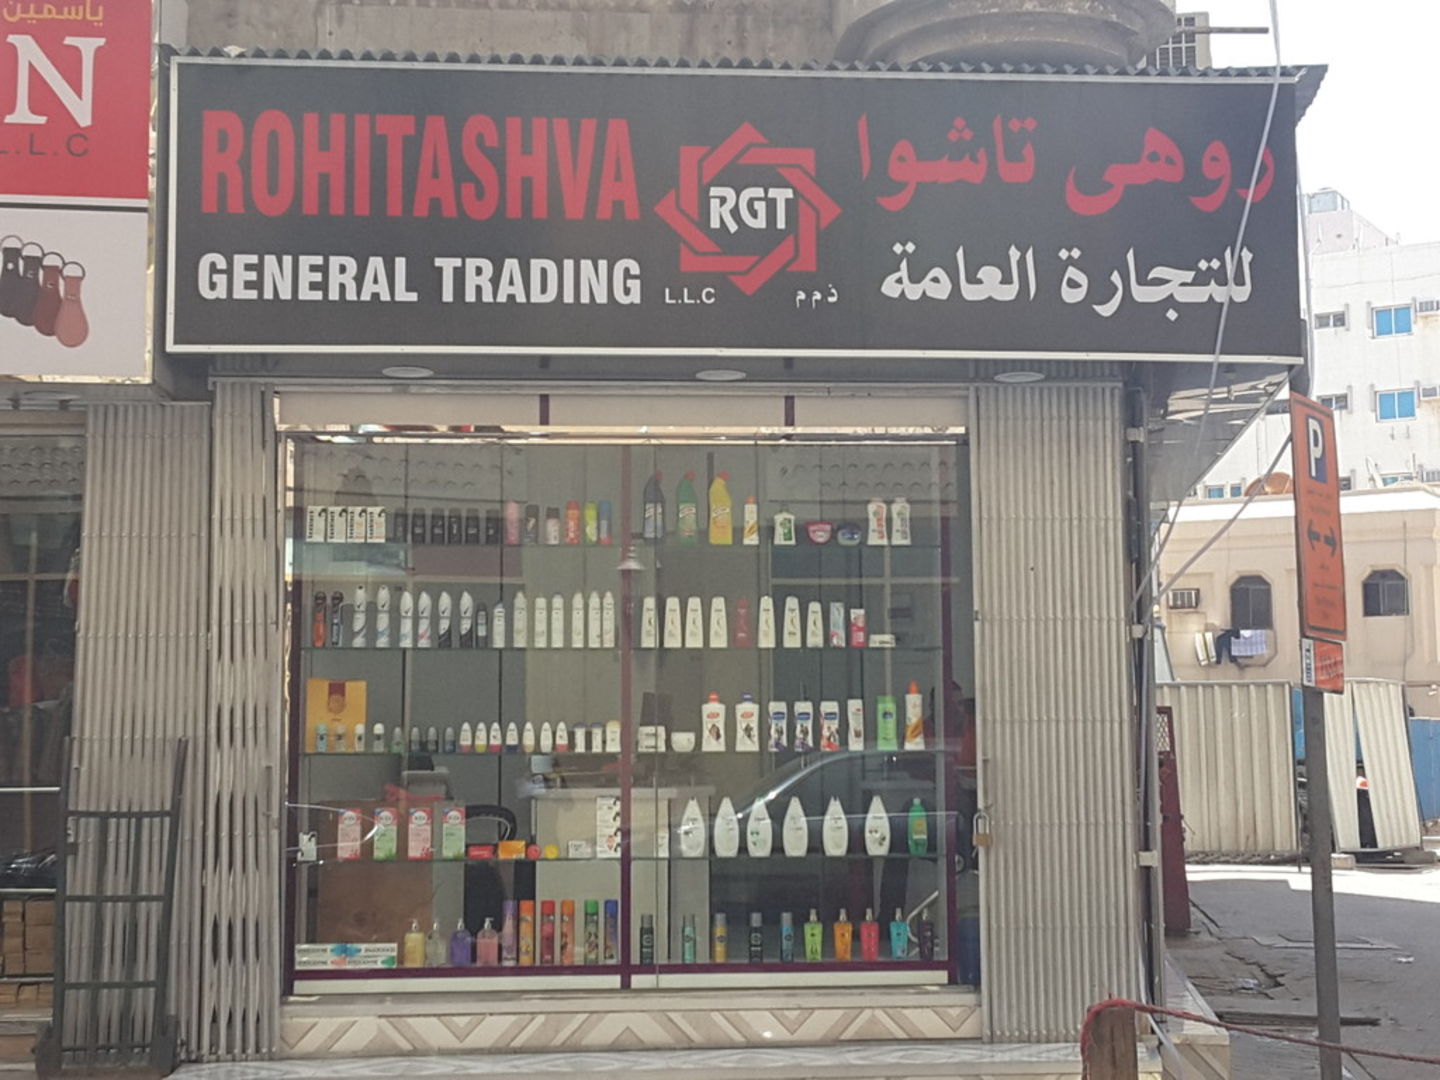 ياسمين
N
L.L.C
ROHITASHVA
GENERAL TRADING
L.L.C
RGT
ذ م م
روهى تاشوا
للتجارة العامة
P